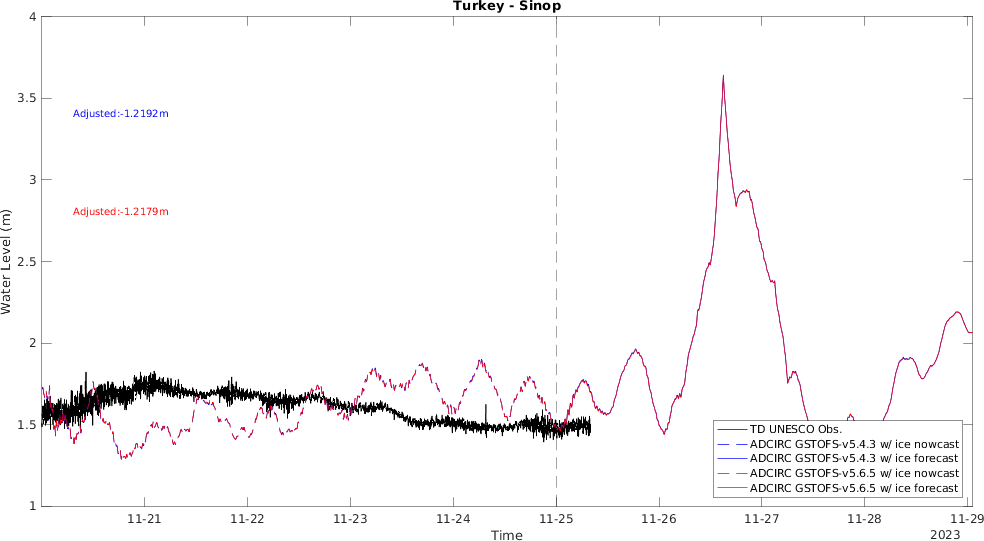 Turkey - Sinop
4
3.5
3
2.5
2
1.5
1
Water Level (m)
Adjusted:-1.2192m
Adjusted:-1.2179m
TD UNESCO Obs.
ADCIRC GSTOFS-v5.4.3 w/ ice nowcast
ADCIRC GSTOFS-v5.4.3 w/ ice forecast
ADCIRC GSTOFS-v5.6.5 w/ ice nowcast
ADCIRC GSTOFS-v5.6.5 w/ ice forecast
11-21 11-22 11-23 11-24 11-25 11-26 11-27 11-28 11-29
Time
2023